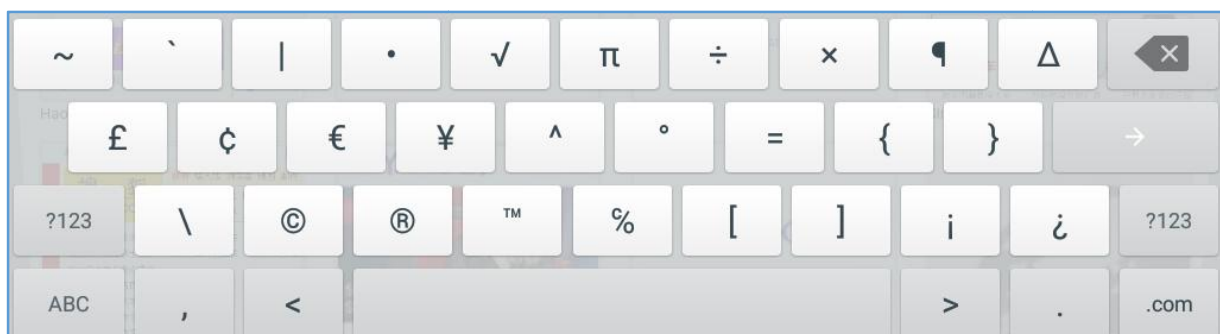 ~ ` | • √ π ÷ × ¶ Δ
£ ¢ € ¥ ^ ° = { } →
?123 \ © ® ™ ℅ [ ] ¡ ¿ ?123
ABC , < > . .com